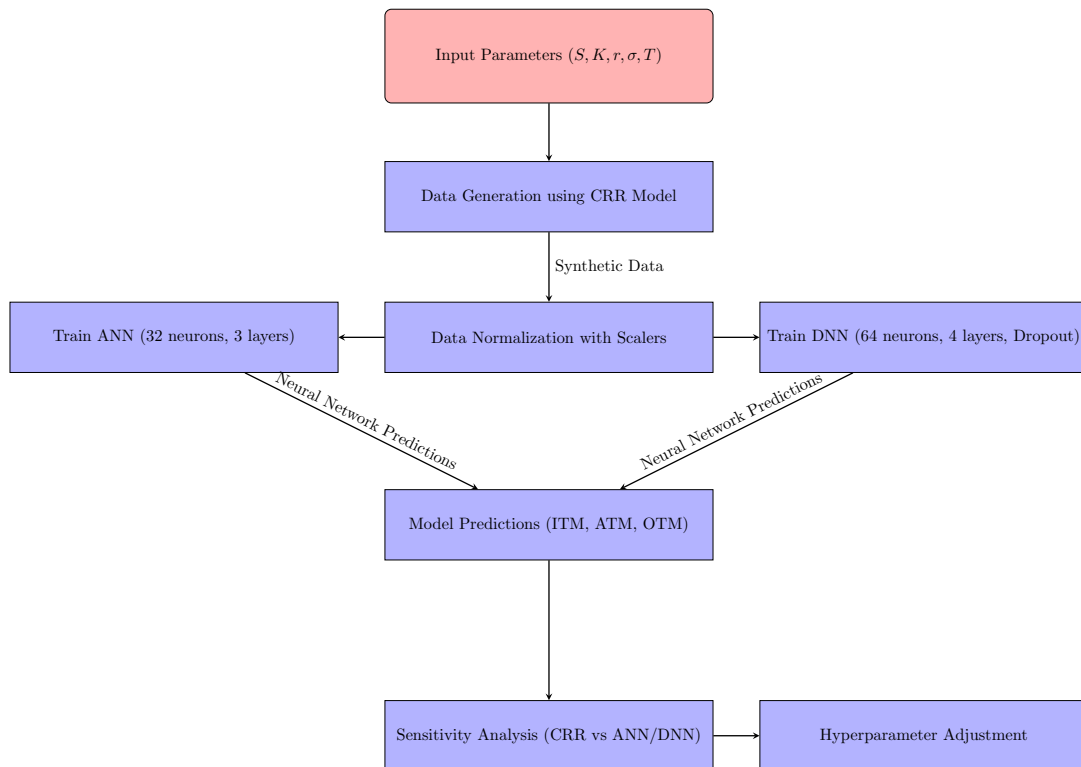 Input Parameters (S, K, r, σ, T)
Data Generation using CRR Model
Synthetic Data
Train ANN (32 neurons, 3 layers)
Data Normalization with Scalers
Train DNN (64 neurons, 4 layers, Dropout)
Neural Network Predictions
Neural Network Predictions
Model Predictions (ITM, ATM, OTM)
Sensitivity Analysis (CRR vs ANN/DNN)
Hyperparameter Adjustment